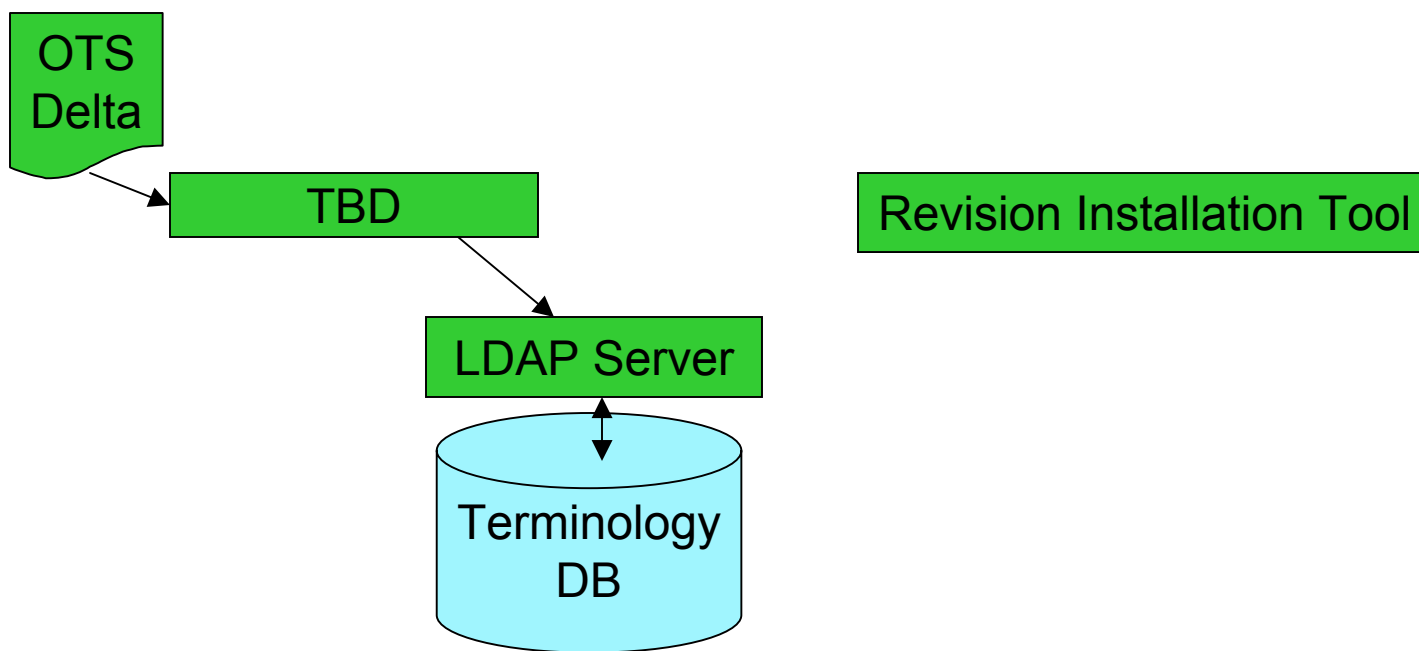 OTS
Delta
TBD
Revision Installation Tool
LDAP Server
Terminology
DB